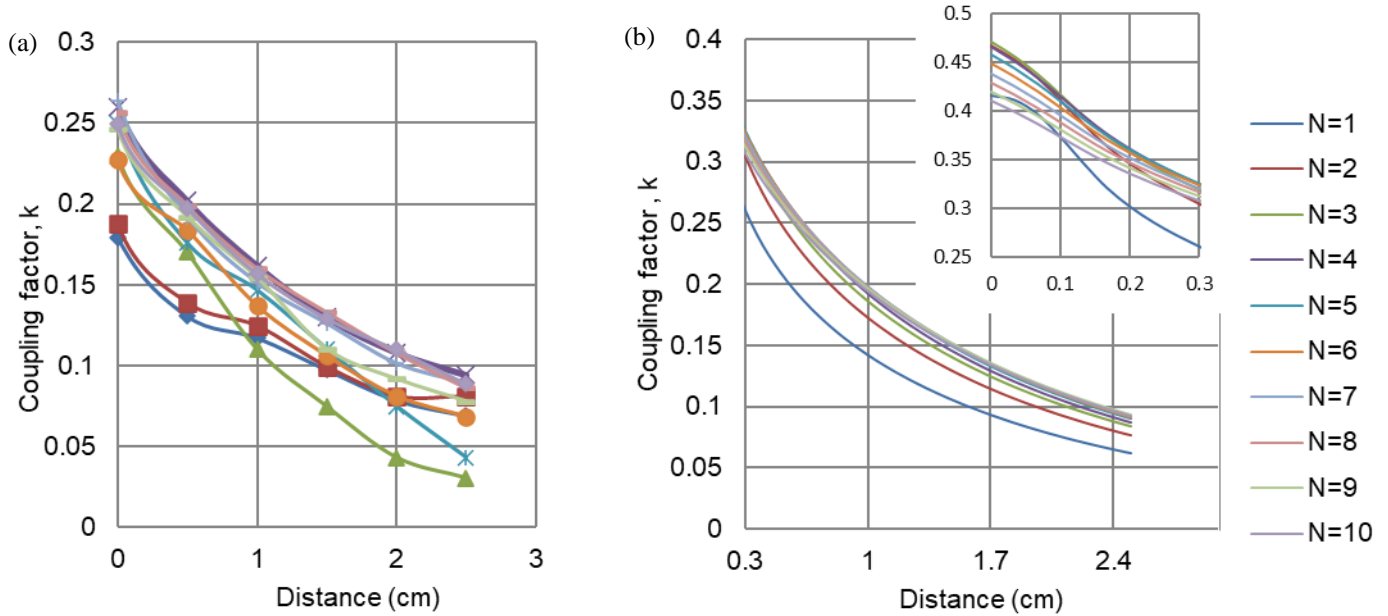 (a)
0.3
0.25
0.2
0.15
0.1
0.05
0
Coupling factor, k
0 1 2 3
Distance (cm)
(b)
0.4
0.35
0.3
0.25
0.2
0.15
0.1
0.05
0
Coupling factor, k
0.3 1 1.7 2.4
Distance (cm)
0.5
0.45
0.4
0.35
0.3
0.25
0 0.1 0.2 0.3
N=1
N=2
N=3
N=4
N=5
N=6
N=7
N=8
N=9
N=10